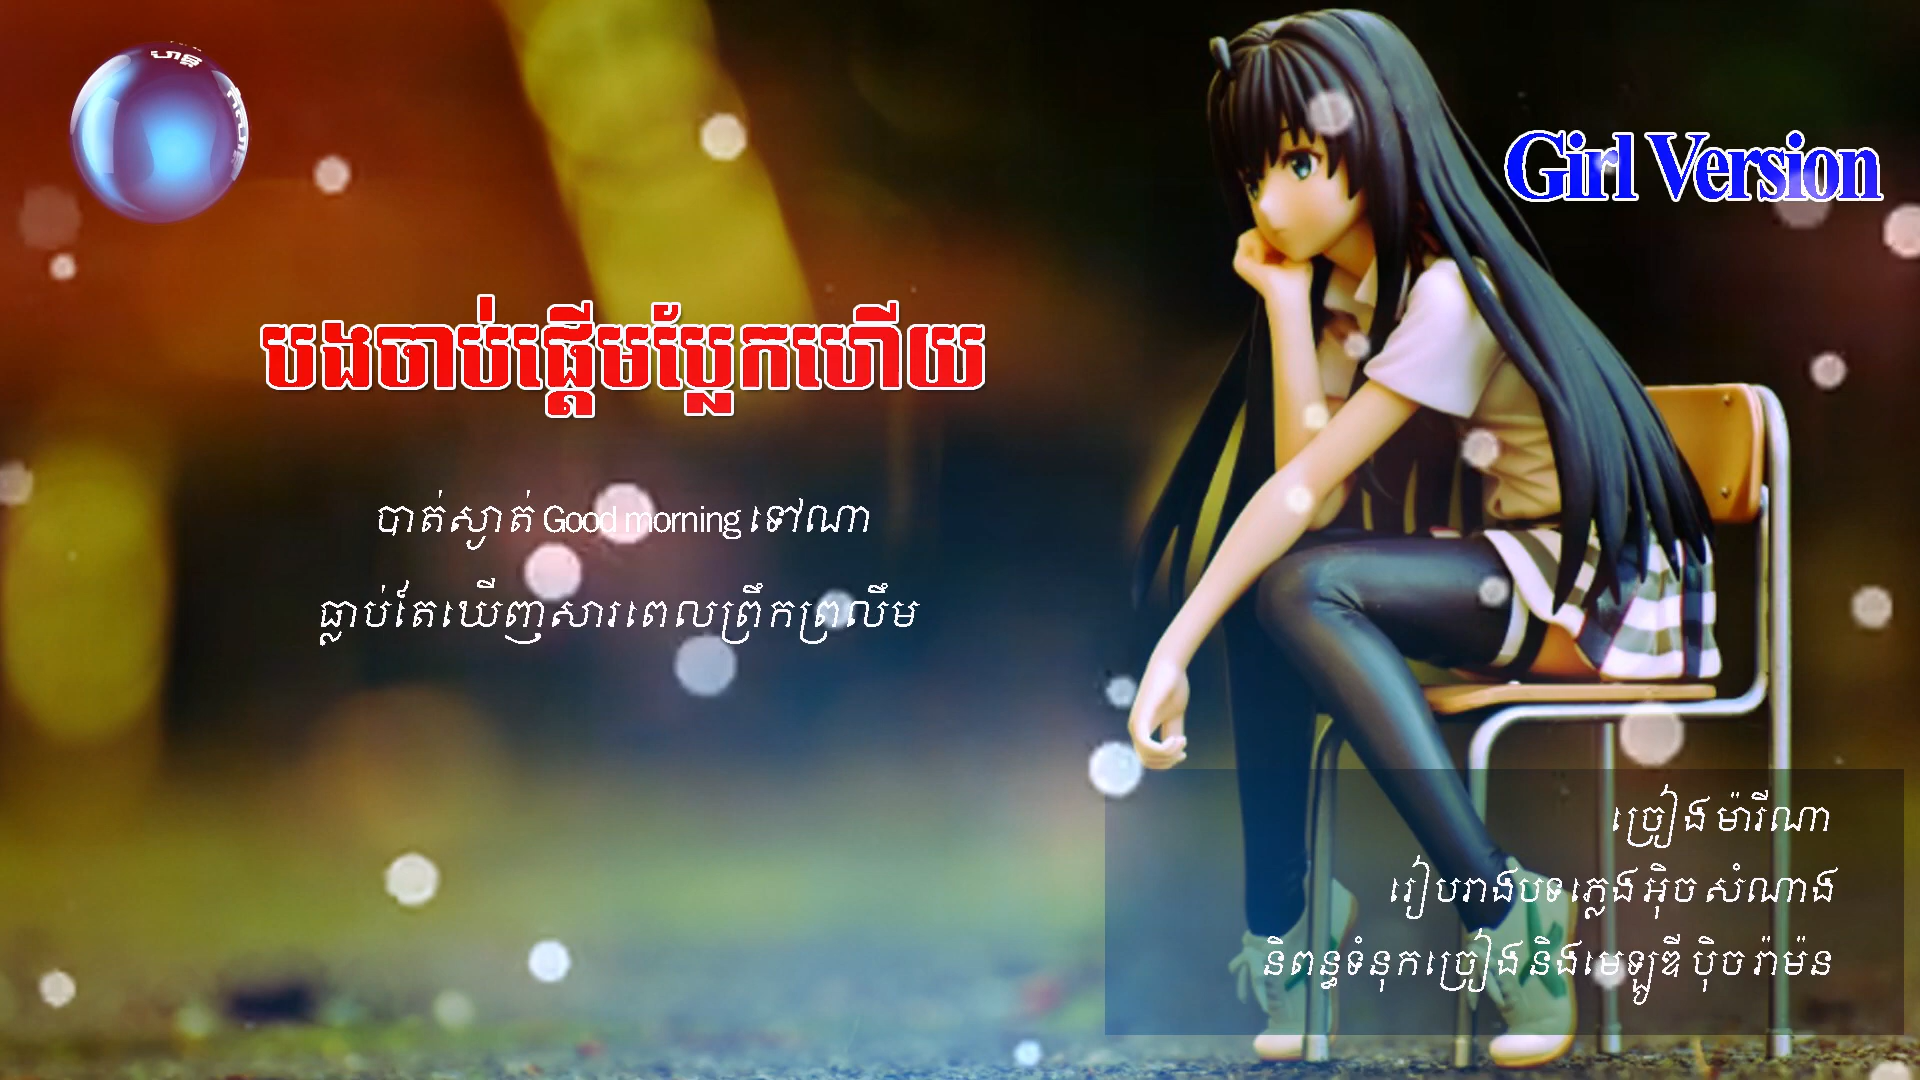 Girl Version
បងចាប់ផ្ដើមប្លែកហើយ
បាត់ស្ងាត់ Good morning ទៅណា
ធ្លាប់តែឃើញសារពេលព្រឹកព្រលឹម
ច្រៀង ម៉ារីណា
រៀបរាងបទភ្លេង អ៊ិច សំណាង
និពន្ធទំនុកច្រៀង និងមេឡូឌី ប៉ិច រ៉ាម៉ន